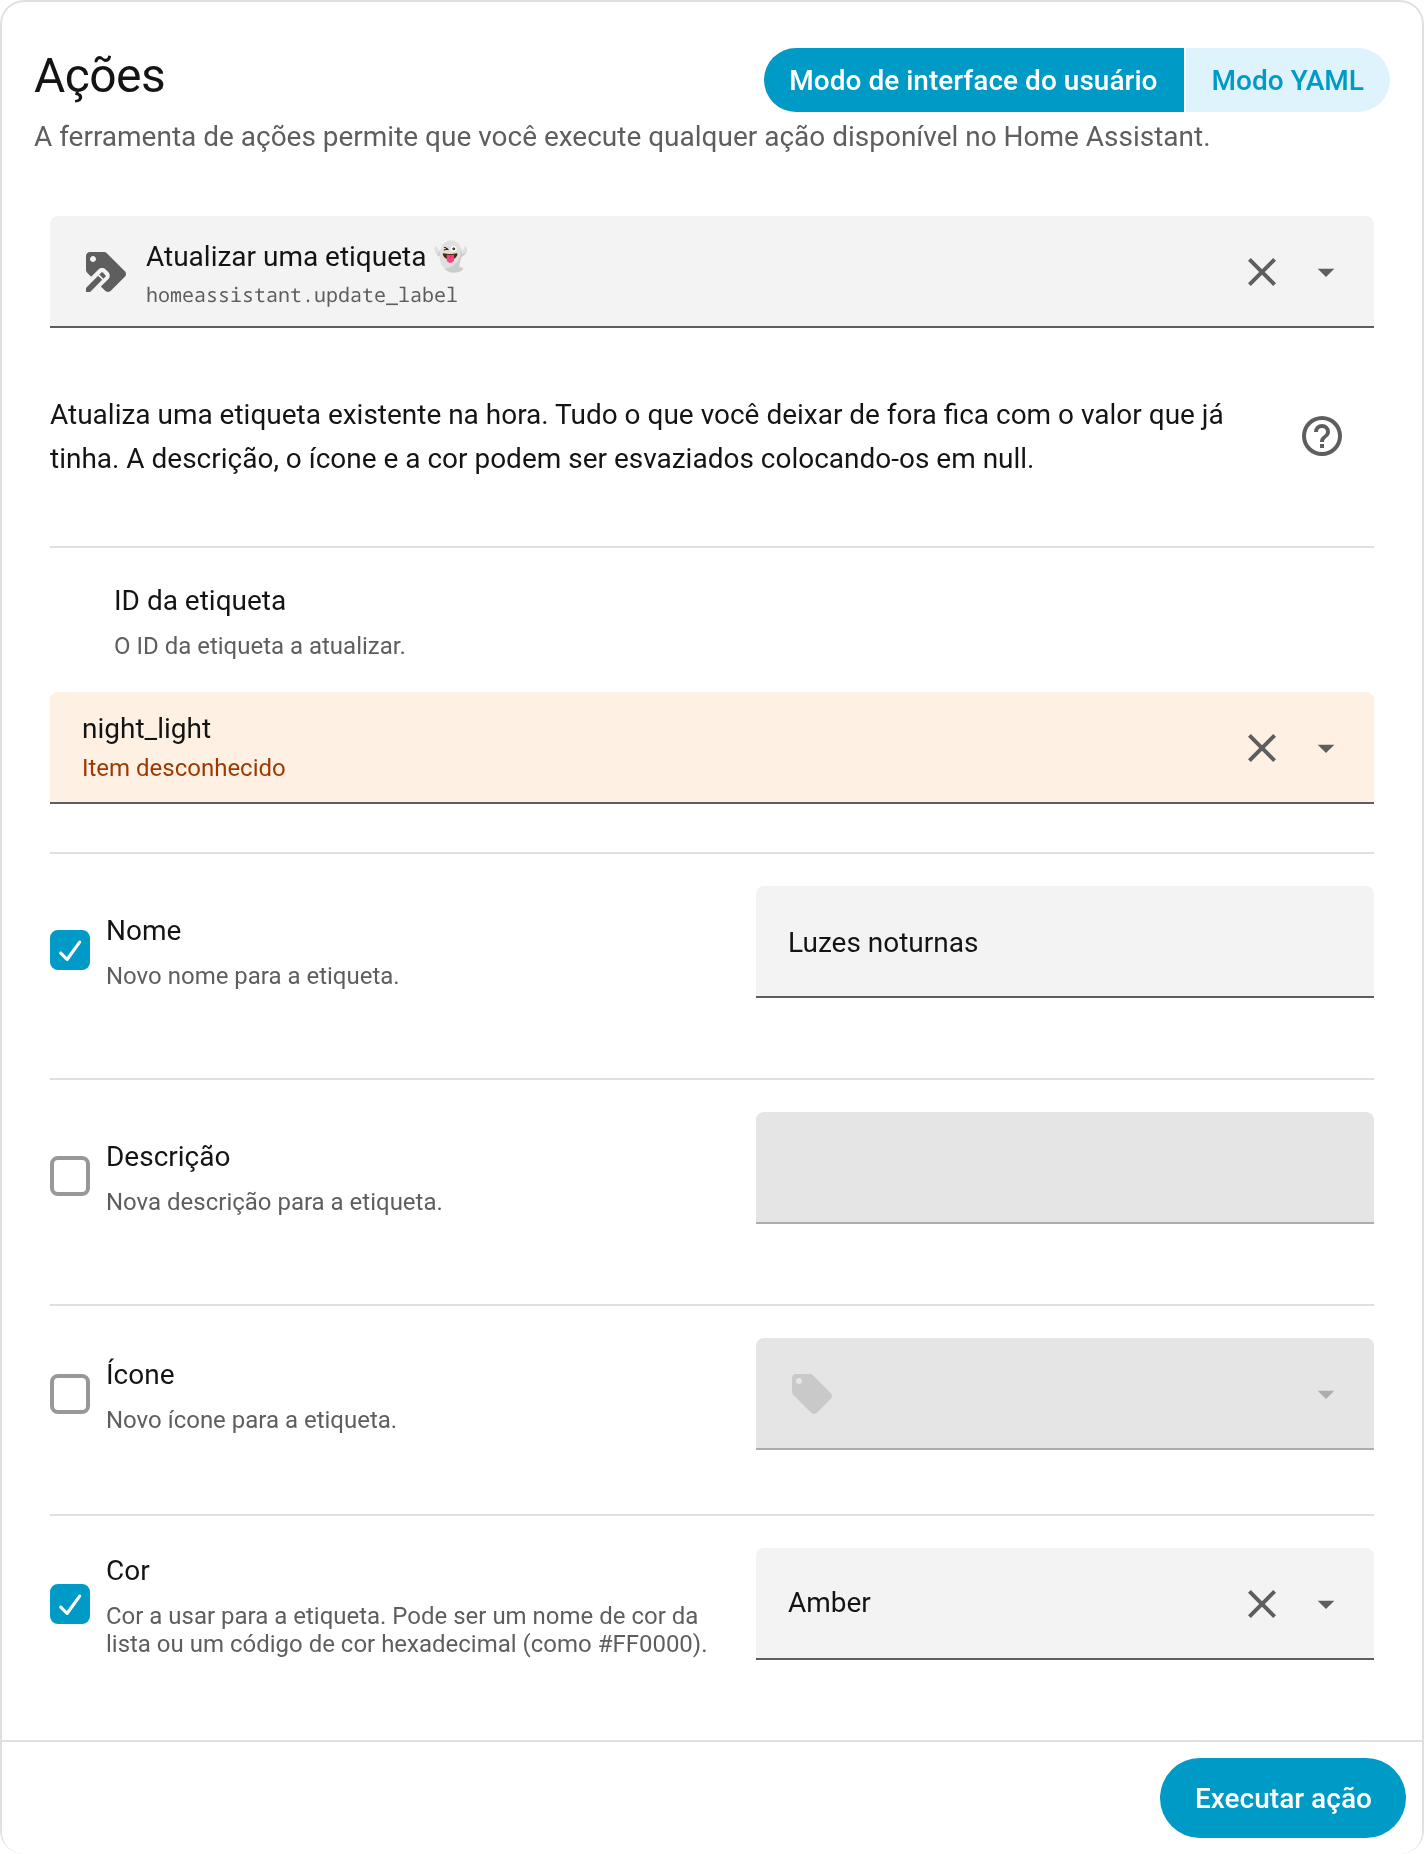 Ações
Modo de interface do usuário
Modo YAML
A ferramenta de ações permite que você execute qualquer ação disponível no Home Assistant.
Atualizar uma etiqueta 👻
homeassistant.update_label
Atualiza uma etiqueta existente na hora. Tudo o que você deixar de fora fica com o valor que já
tinha. A descrição, o ícone e a cor podem ser esvaziados colocando-os em null.
ID da etiqueta
O ID da etiqueta a atualizar.
night_light
Item desconhecido
Nome
Novo nome para a etiqueta.
Luzes noturnas
Descrição
Nova descrição para a etiqueta.
Ícone
Novo ícone para a etiqueta.
Cor
Cor a usar para a etiqueta. Pode ser um nome de cor da
lista ou um código de cor hexadecimal (como #FF0000).
Amber
Executar ação